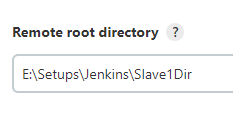 Remote root directory ?
E:\Setups\Jenkins\Slave1Dir